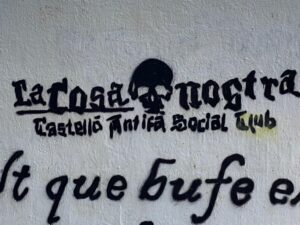 La Cosa nostra
Castelló Antifa Social Club
que bufe